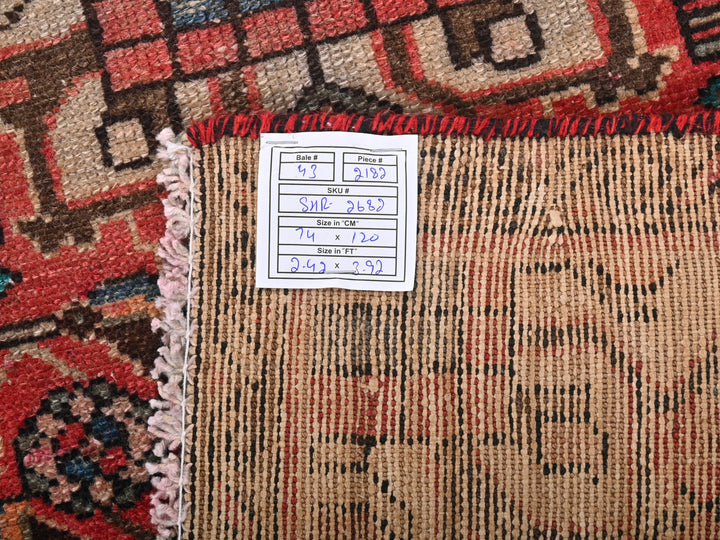 Bale # Piece #
43 2182
SKU #
SHR- 2682
Size in "CM"
74 x 120
Size in "FT"
2.42 x 3.92